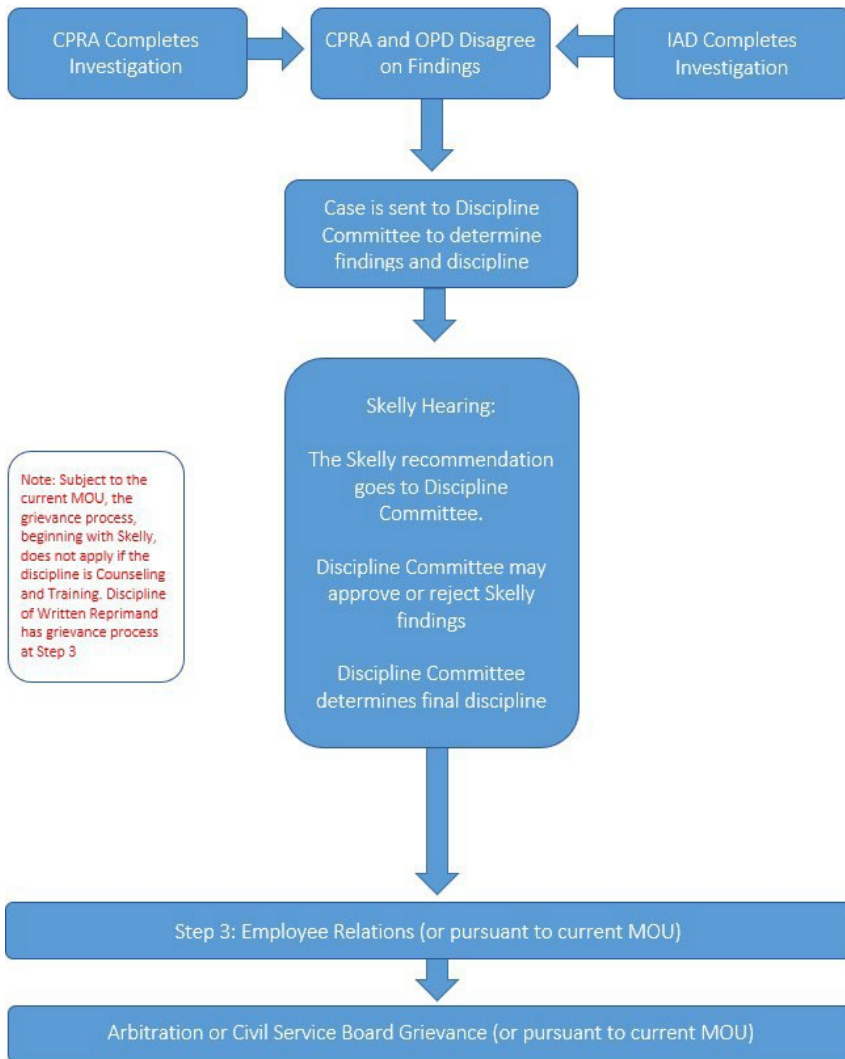 CPRA Completes
Investigation
CPRA and OPD Disagree
on Findings
IAD Completes
Investigation
Case is sent to Discipline
Committee to determine
findings and discipline
Skelly Hearing:
The Skelly recommendation
goes to Discipline
Committee.
Discipline Committee may
approve or reject Skelly
findings
Discipline Committee
determines final discipline
Note: Subject to the
current MOU, the
grievance process,
beginning with Skelly,
does not apply if the
discipline is Counseling
and Training. Discipline
of Written Reprimand
has grievance process
at Step 3
Step 3: Employee Relations (or pursuant to current MOU)
Arbitration or Civil Service Board Grievance (or pursuant to current MOU)